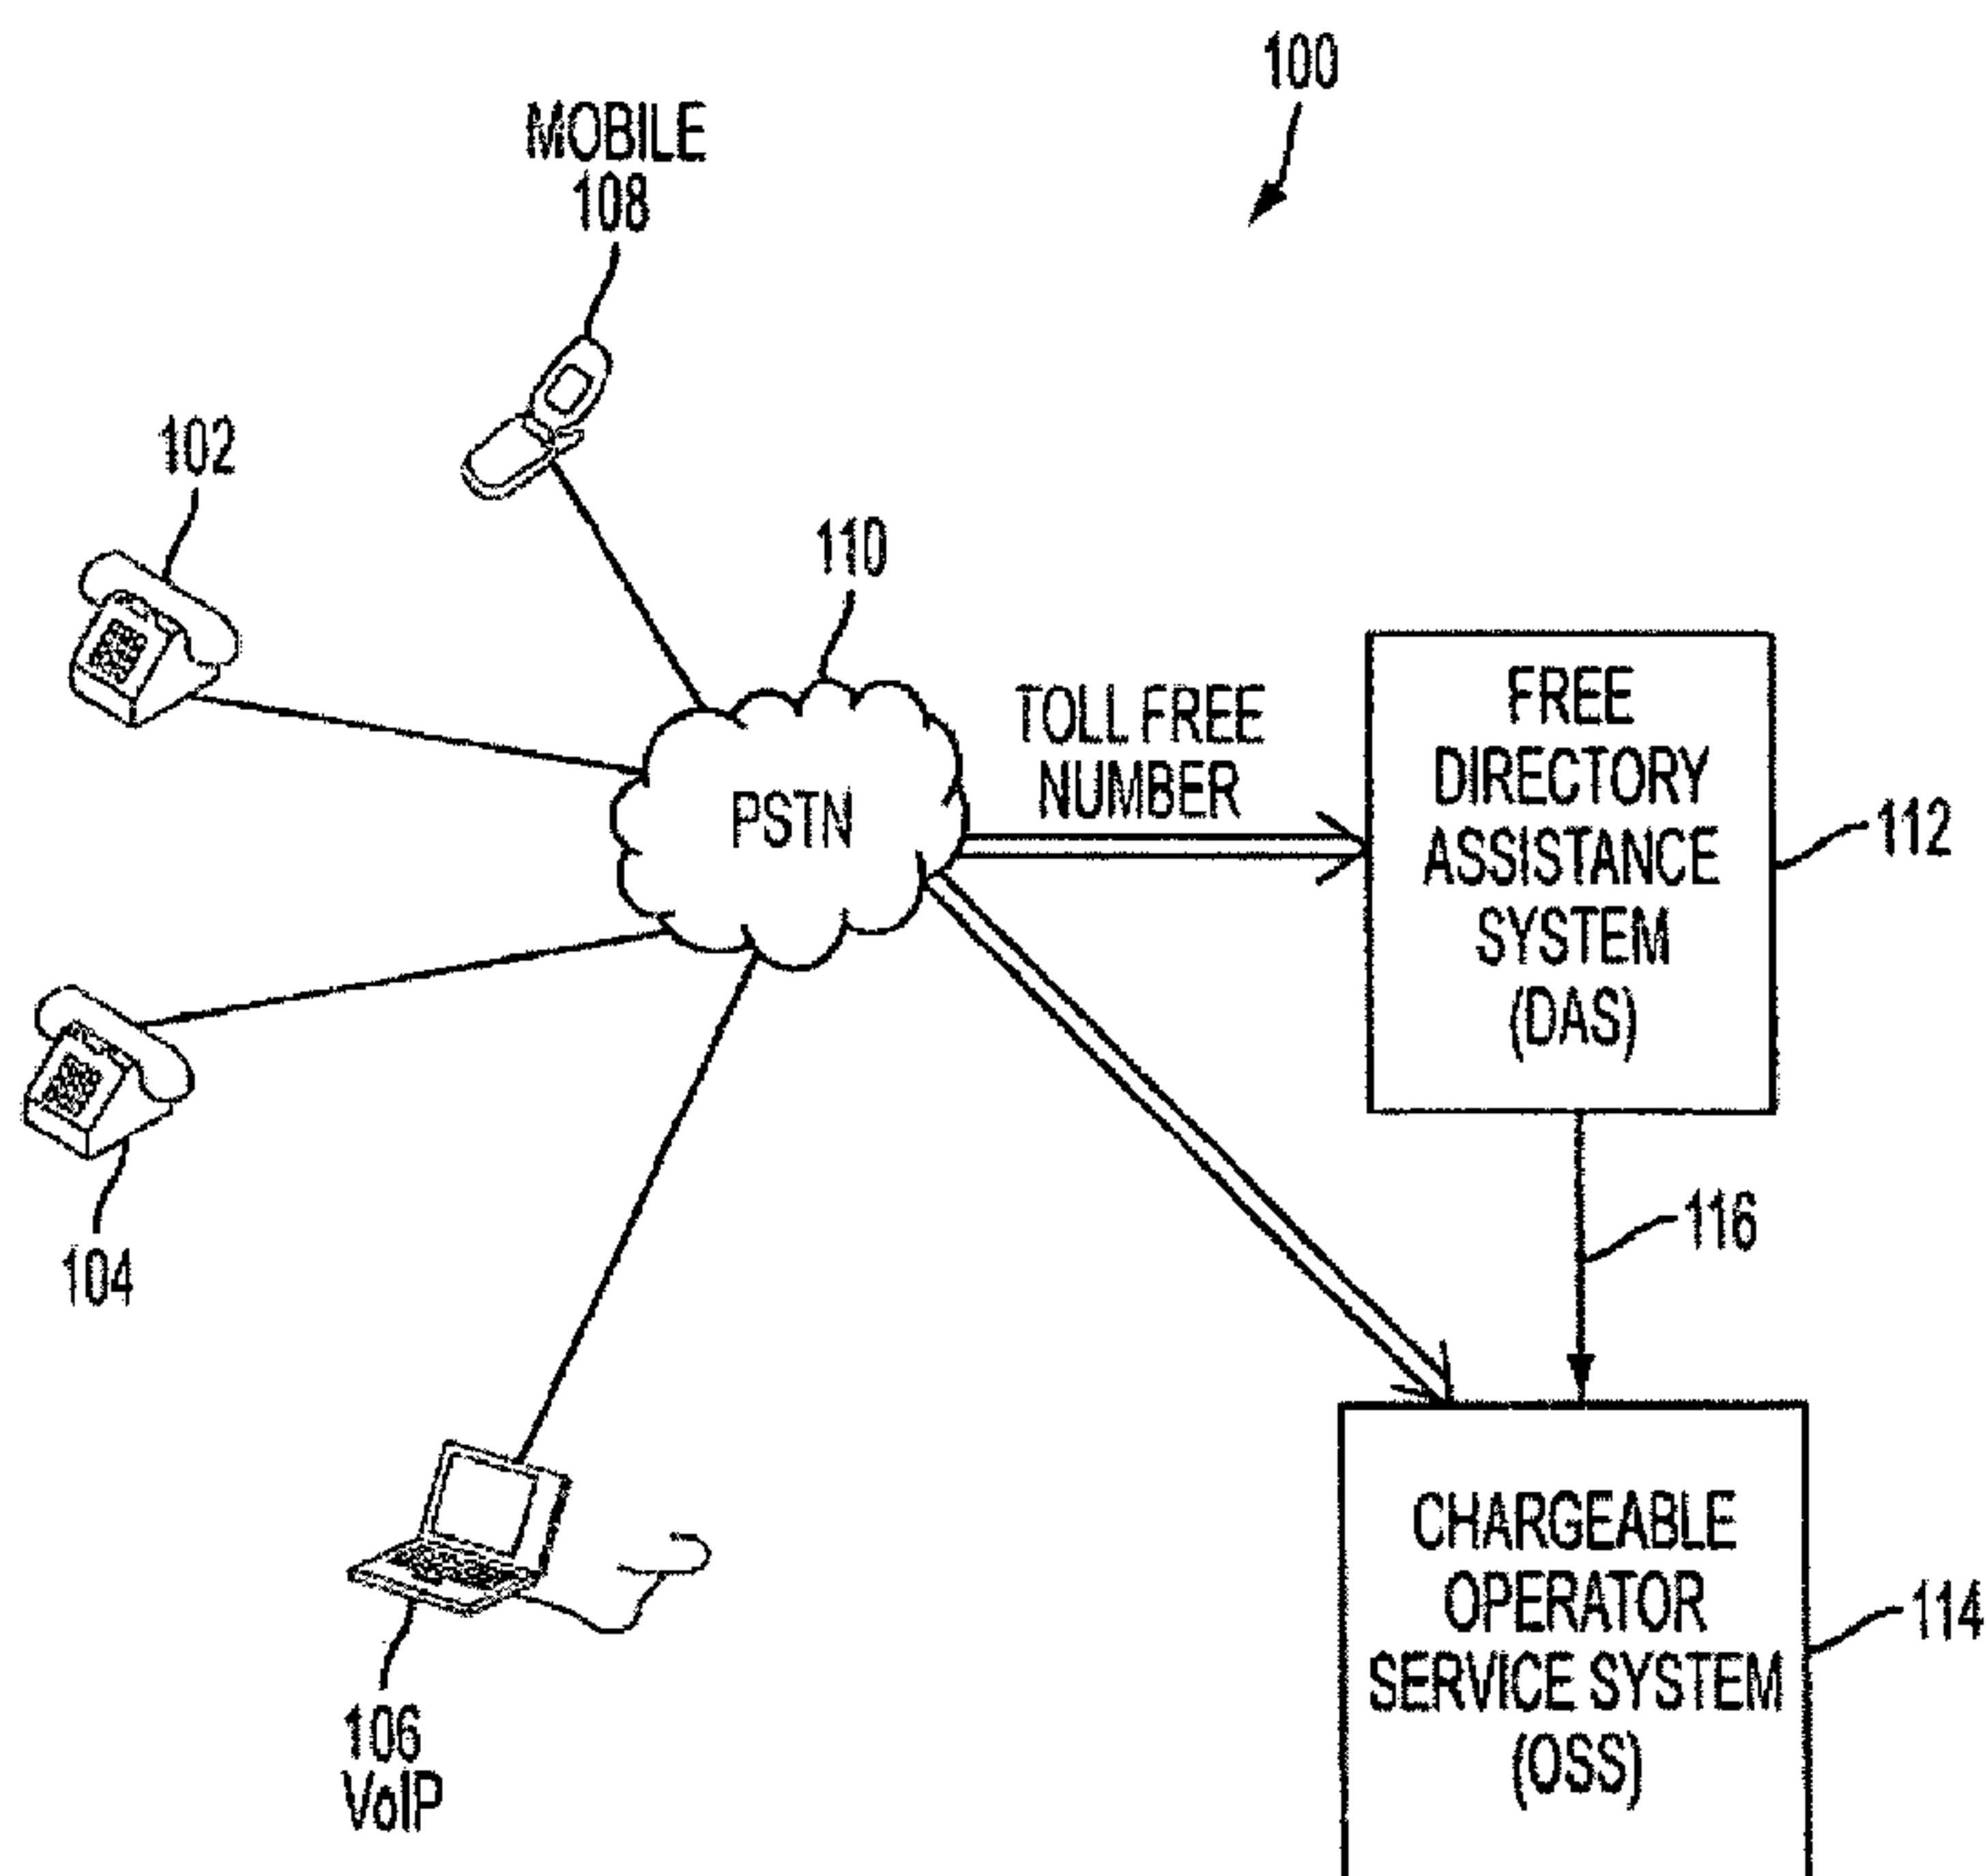 100
MOBILE
108
102
110
TOLL FREE
NUMBER
PSTN
FREE
DIRECTORY
ASSISTANCE
SYSTEM
(DAS)
112
116
104
CHARGEABLE
OPERATOR
SERVICE SYSTEM
(OSS)
114
106
VoIP